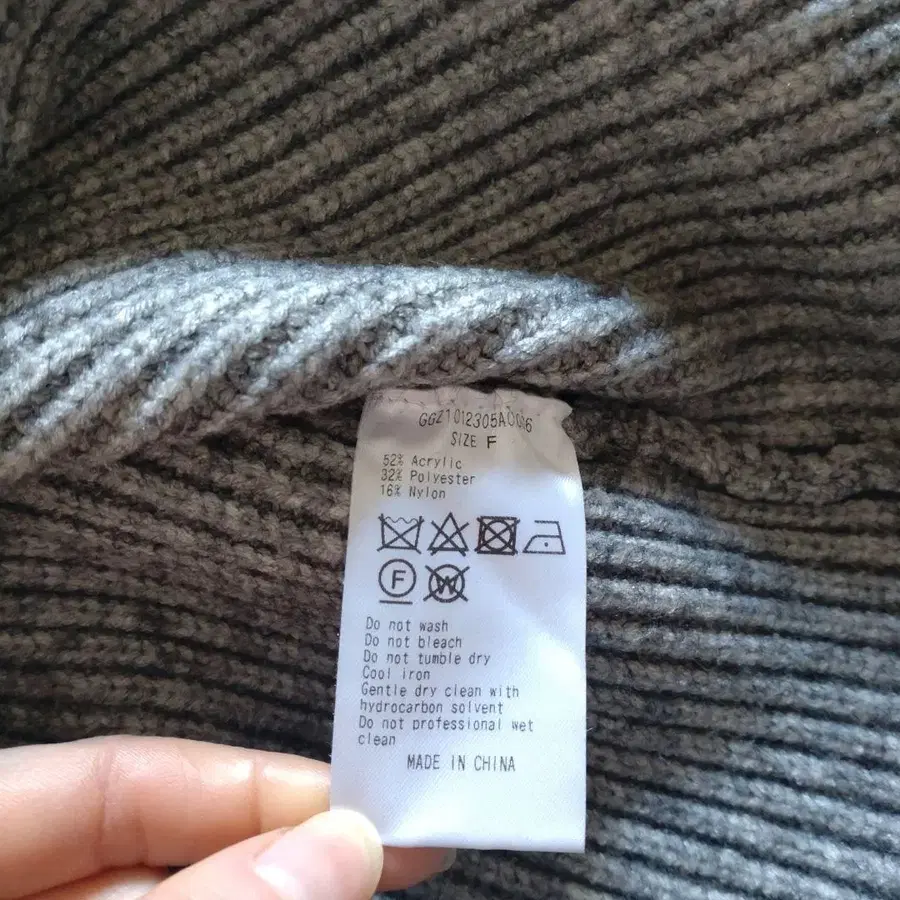 GGZ1012305A0006
SIZE F
52% Acrylic
32% Polyester
16% Nylon
F
W
Do not wash
Do not bleach
Do not tumble dry
Cool iron
Gentle dry clean with
hydrocarbon solvent
Do not professional wet
clean
MADE IN CHINA